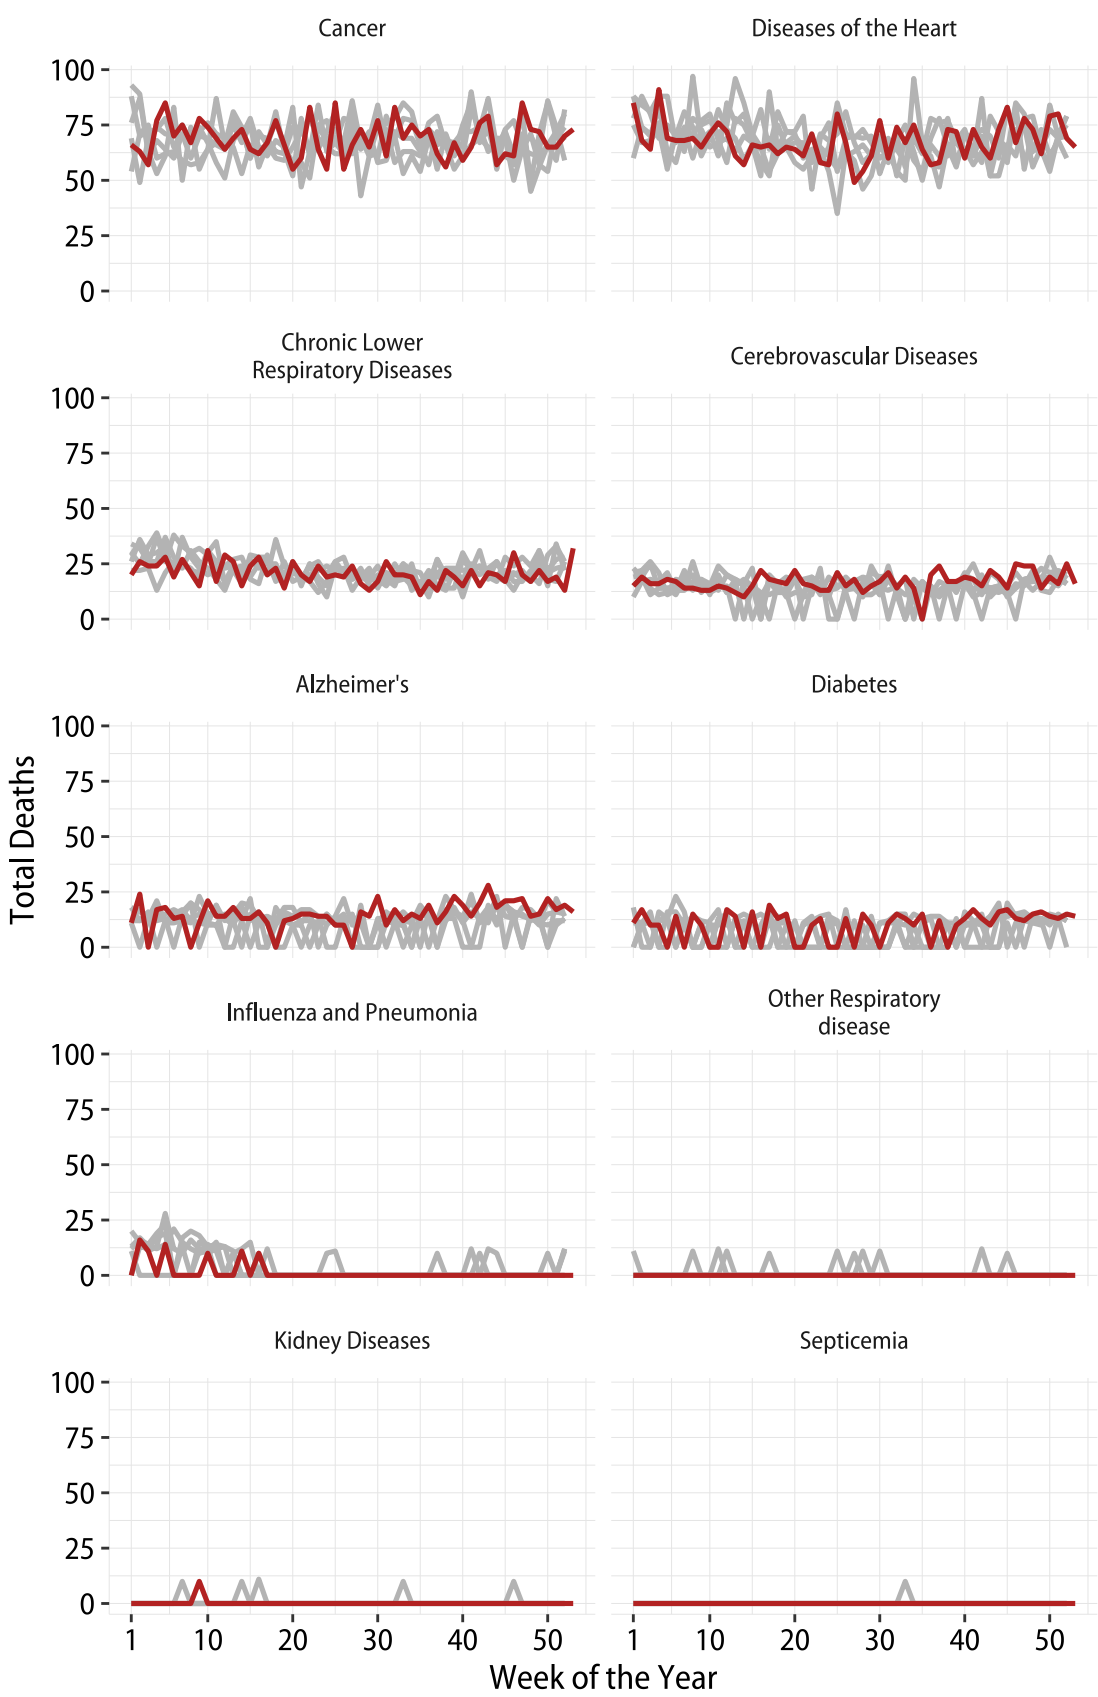 Cancer
Diseases of the Heart
100
75
50
25
0
Chronic Lower
Respiratory Diseases
Cerebrovascular Diseases
100
75
50
25
0
Alzheimer's
Diabetes
100
75
50
25
0
Total Deaths
Influenza and Pneumonia
Other Respiratory
disease
100
75
50
25
0
Kidney Diseases
Septicemia
100
75
50
25
0
1 10 20 30 40 50
1 10 20 30 40 50
Week of the Year